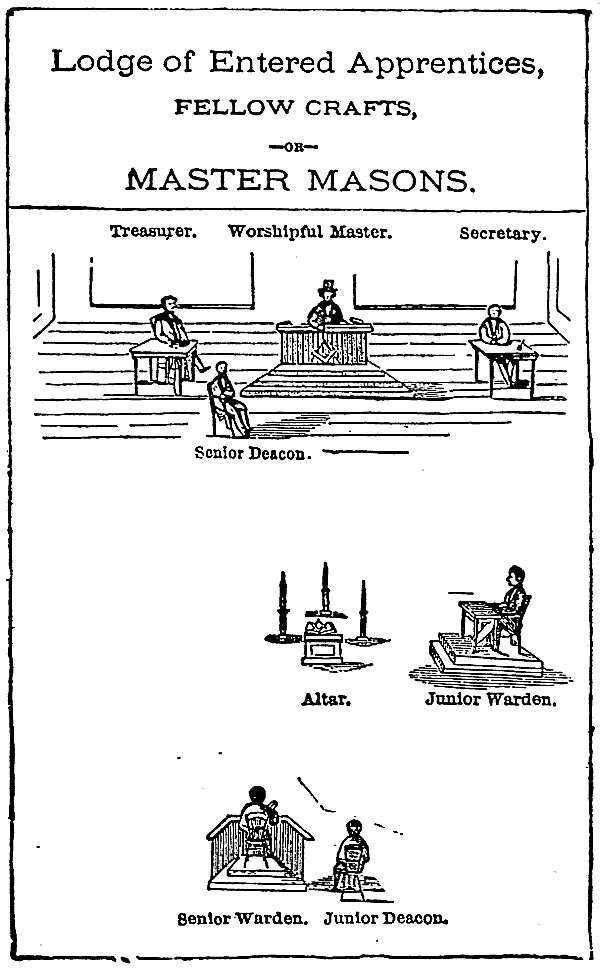 Lodge of Entered Apprentices,
FELLOW CRAFTS,
—OR—
MASTER MASONS.
Treasurer. Worshipful Master. Secretary.
Senior Deacon.
Altar. Junior Warden.
Senior Warden. Junior Deacon.